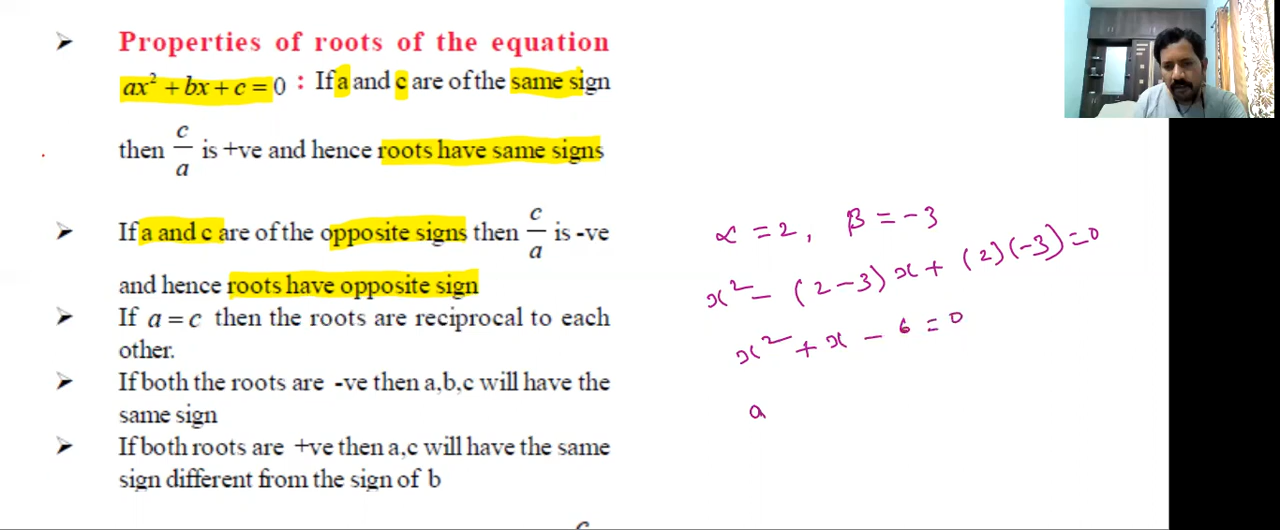 ➤ Properties of roots of the equation
ax² + bx + c = 0 : If a and c are of the same sign
then c/a is +ve and hence roots have same signs
➤ If a and c are of the opposite signs then c/a is -ve
and hence roots have opposite sign
➤ If a = c then the roots are reciprocal to each
other.
➤ If both the roots are -ve then a,b,c will have the
same sign
➤ If both roots are +ve then a,c will have the same
sign different from the sign of b
α = 2, β = -3
x² - (2-3)x + (2)(-3) = 0
x² + x - 6 = 0
a